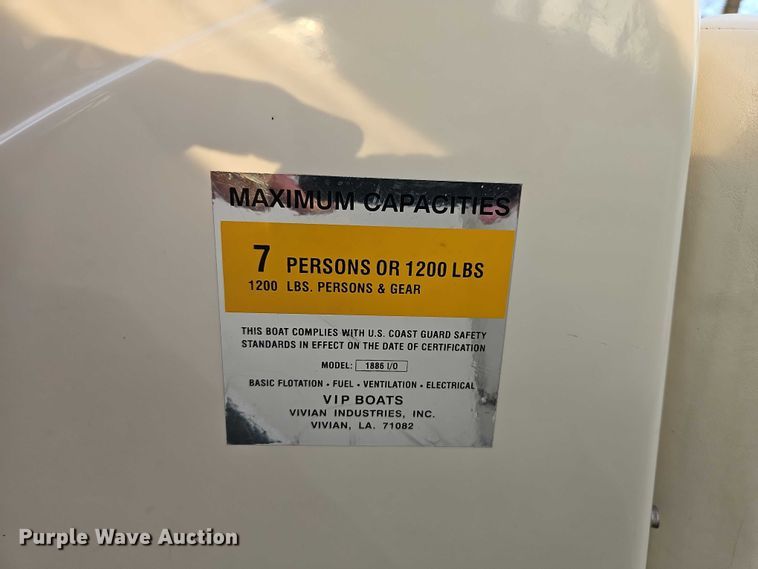 MAXIMUM CAPACITIES
7 PERSONS OR 1200 LBS
1200 LBS. PERSONS & GEAR
THIS BOAT COMPLIES WITH U.S. COAST GUARD SAFETY
STANDARDS IN EFFECT ON THE DATE OF CERTIFICATION
MODEL: 1886 I/O
BASIC FLOTATION • FUEL • VENTILATION • ELECTRICAL
VIP BOATS
VIVIAN INDUSTRIES, INC.
VIVIAN, LA. 71082
Purple Wave Auction